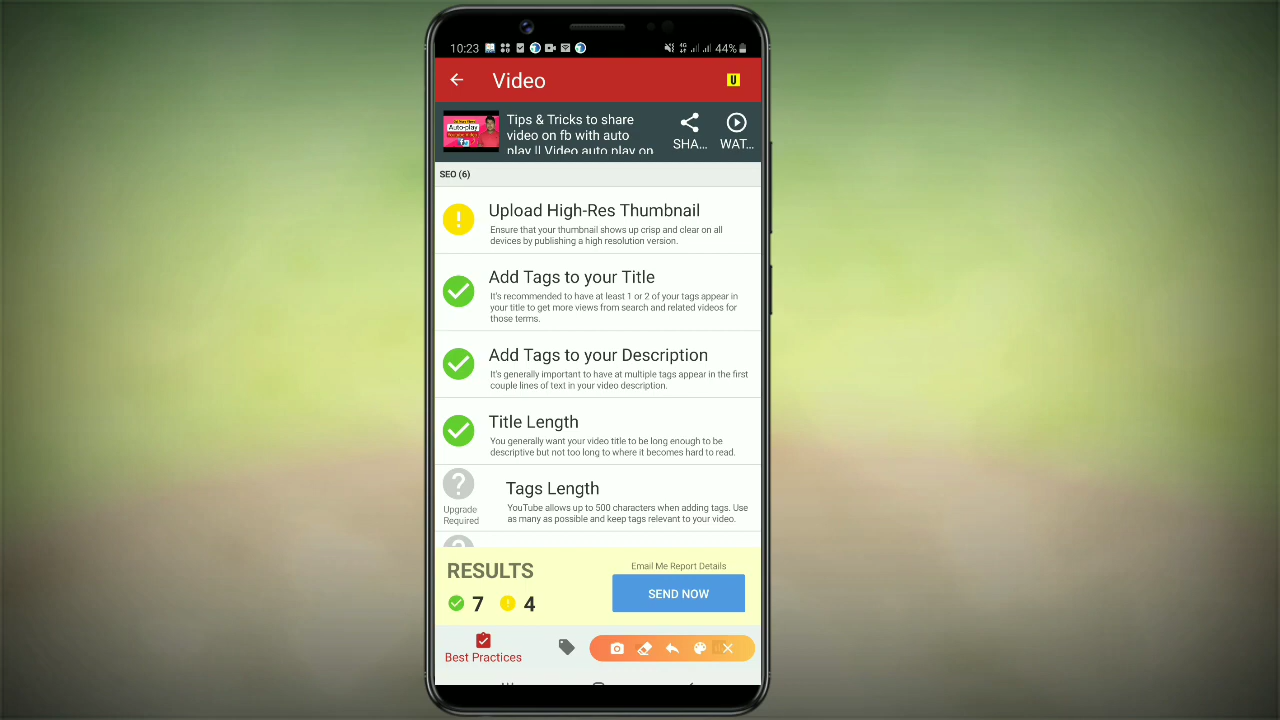 10:23
44%
Video
U
Auto-play
Tips & Tricks to share
video on fb with auto
play || Video auto play on
SHA...
WAT...
SEO (6)
Upload High-Res Thumbnail
Ensure that your thumbnail shows up crisp and clear on all
devices by publishing a high resolution version.
Add Tags to your Title
It's recommended to have at least 1 or 2 of your tags appear in
your title to get more views from search and related videos for
those terms.
Add Tags to your Description
It's generally important to have at multiple tags appear in the first
couple lines of text in your video description.
Title Length
You generally want your video title to be long enough to be
descriptive but not too long to where it becomes hard to read.
Upgrade
Required
Tags Length
YouTube allows up to 500 characters when adding tags. Use
as many as possible and keep tags relevant to your video.
RESULTS
7
4
Email Me Report Details
SEND NOW
Best Practices